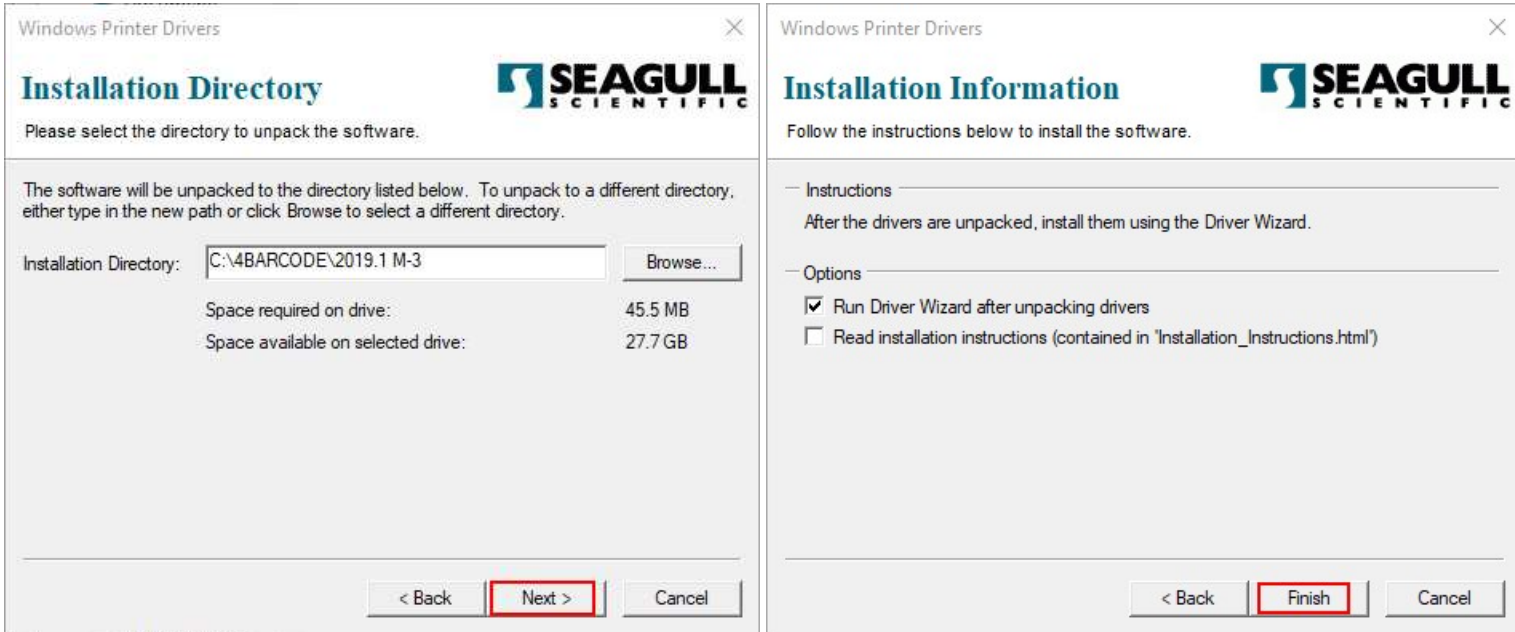 Windows Printer Drivers
Installation Directory
SEAGULL
SCIENTIFIC
Please select the directory to unpack the software.
The software will be unpacked to the directory listed below. To unpack to a different directory,
either type in the new path or click Browse to select a different directory.
Installation Directory:
C:\4BARCODE\2019.1 M-3
Browse...
Space required on drive:
45.5 MB
Space available on selected drive:
27.7 GB
< Back
Next >
Cancel
Windows Printer Drivers
Installation Information
SEAGULL
SCIENTIFIC
Follow the instructions below to install the software.
Instructions
After the drivers are unpacked, install them using the Driver Wizard.
Options
Run Driver Wizard after unpacking drivers
Read installation instructions (contained in 'Installation_Instructions.html')
< Back
Finish
Cancel